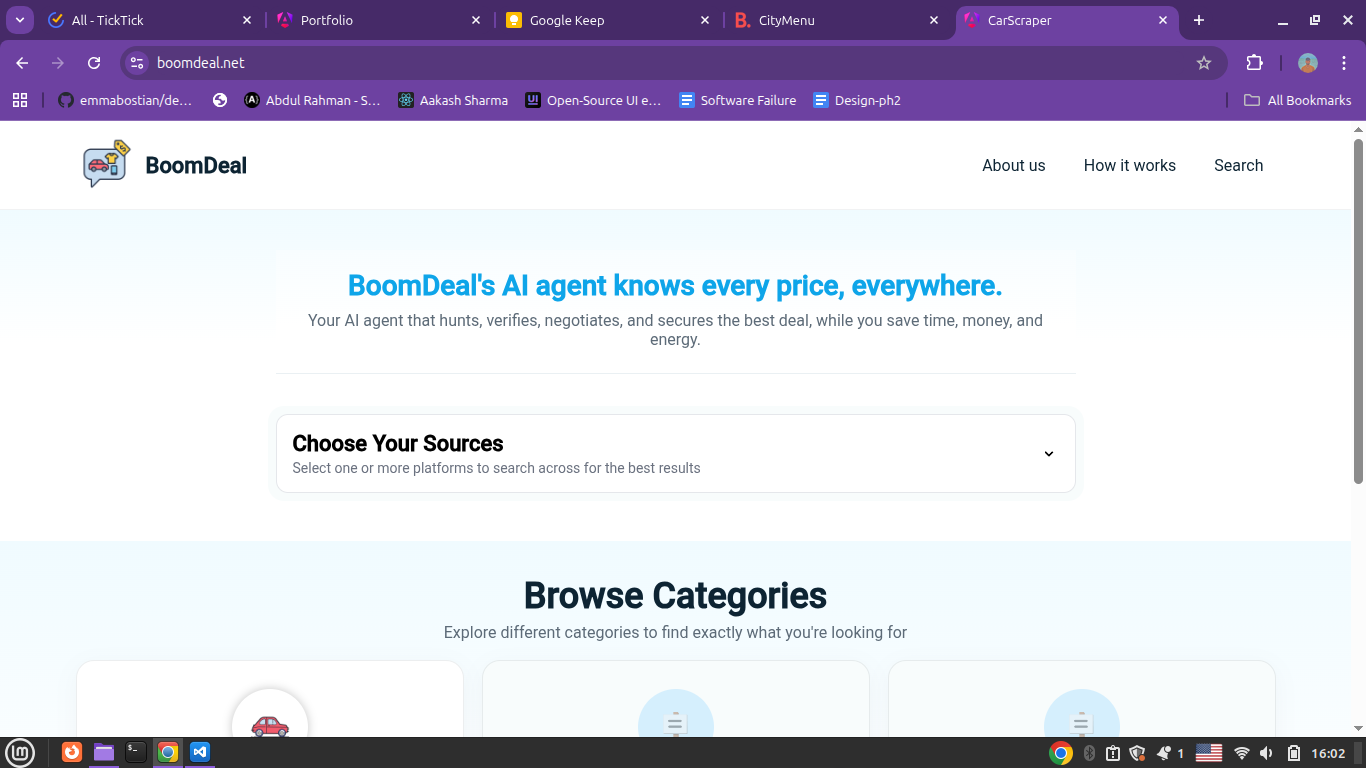 All - TickTick
Portfolio
Google Keep
CityMenu
CarScraper
boomdeal.net
emmabostian/de...
Abdul Rahman - S...
Aakash Sharma
Open-Source UI e...
Software Failure
Design-ph2
All Bookmarks
BoomDeal
About us
How it works
Search
BoomDeal's AI agent knows every price, everywhere.
Your AI agent that hunts, verifies, negotiates, and secures the best deal, while you save time, money, and
energy.
Choose Your Sources
Select one or more platforms to search across for the best results
Browse Categories
Explore different categories to find exactly what you're looking for
1
16:02